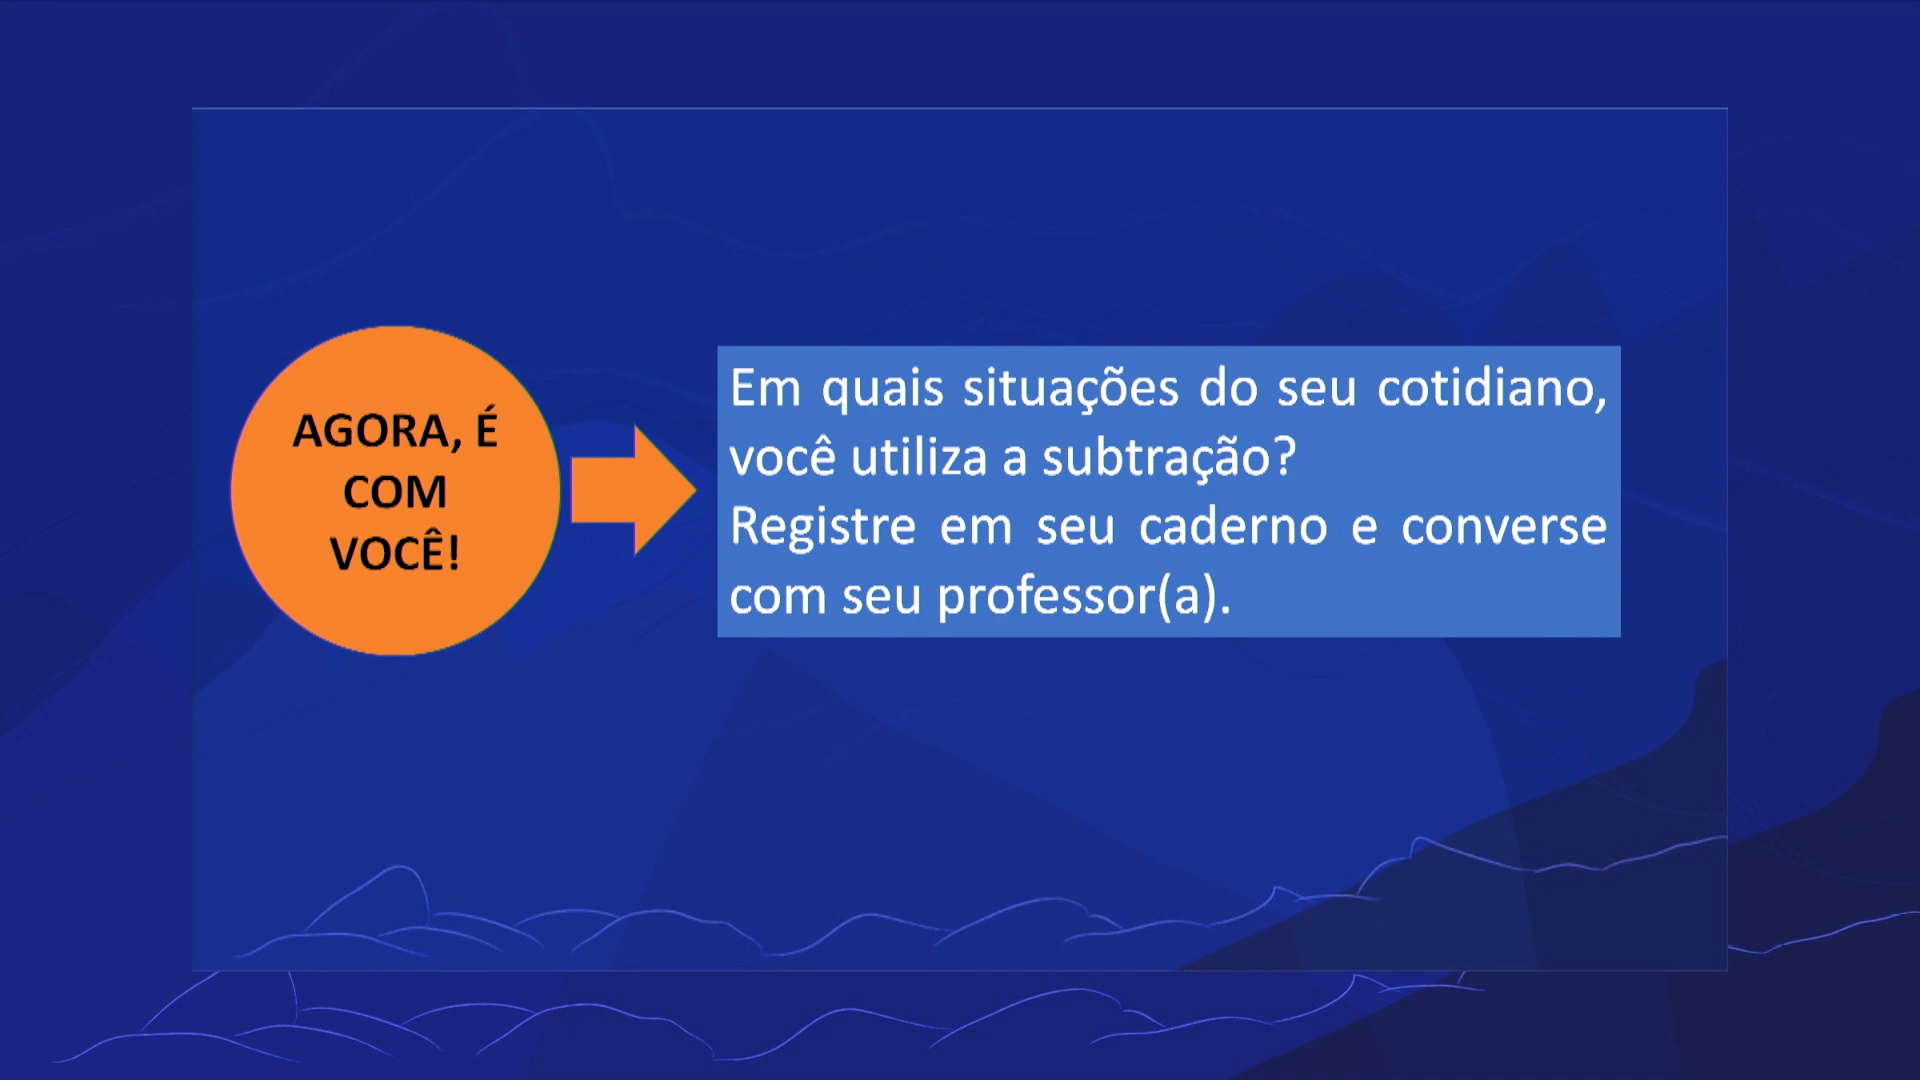 AGORA, É
COM
VOCÊ!
Em quais situações do seu cotidiano,
você utiliza a subtração?
Registre em seu caderno e converse
com seu professor(a).